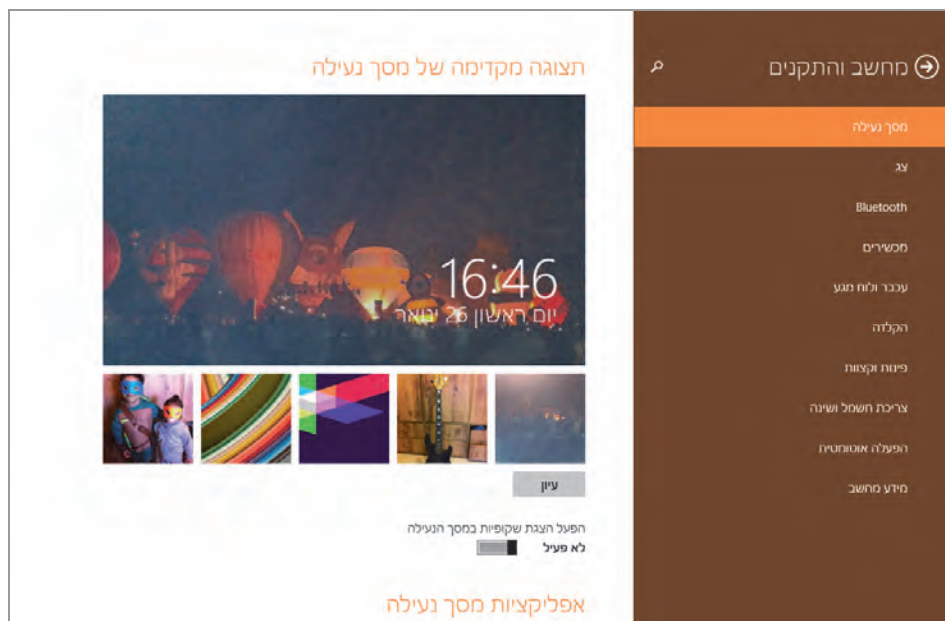 מחשב והתקנים
מסך נעילה
צג
Bluetooth
מכשירים
עכבר ולוח מגע
הקלדה
פינות וקצוות
צריכת חשמל ושינה
הפעלה אוטומטית
מידע מחשב
תצוגה מקדימה של מסך נעילה
16:46
יום ראשון 26 ינואר
עיון
הפעל הצגת שקופיות במסך הנעילה
לא פעיל
אפליקציות מסך נעילה